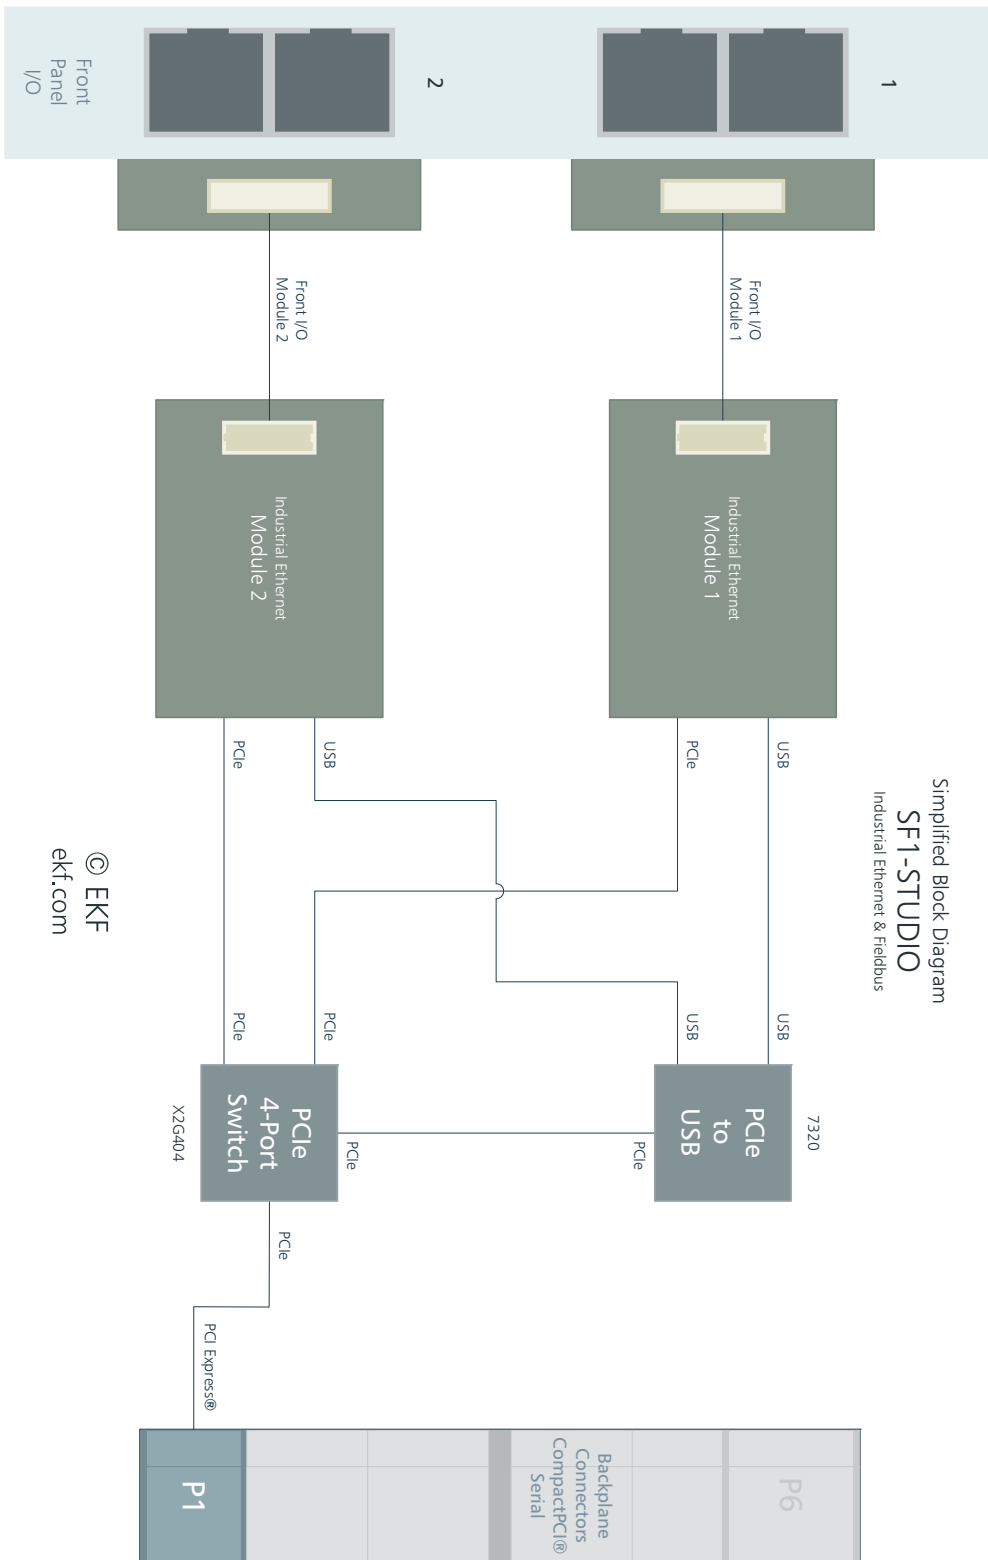 Simplified Block Diagram
SF1-STUDIO
Industrial Ethernet & Fieldbus
1
Front I/O
Module 1
Industrial Ethernet
Module 1
USB
PCIe
USB
USB
7320
PCIe
to
USB
PCIe
P6
Backplane
Connectors
CompactPCI®
Serial
2
Front I/O
Module 2
Industrial Ethernet
Module 2
USB
PCIe
PCIe
PCIe
PCIe
PCIe
4-Port
Switch
X2G404
PCIe
PCI Express®
P1
Front
Panel
I/O
© EKF
ekf.com